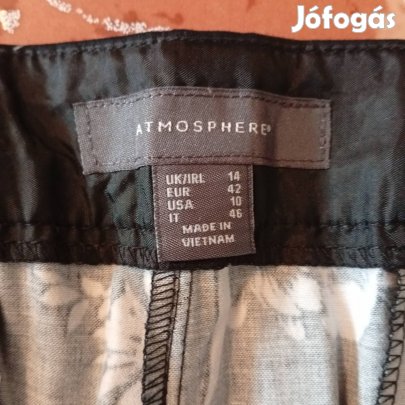 Jófogás
ATMOSPHERE®
UK/IRL 14
EUR 42
USA 10
IT 46
MADE IN
VIETNAM